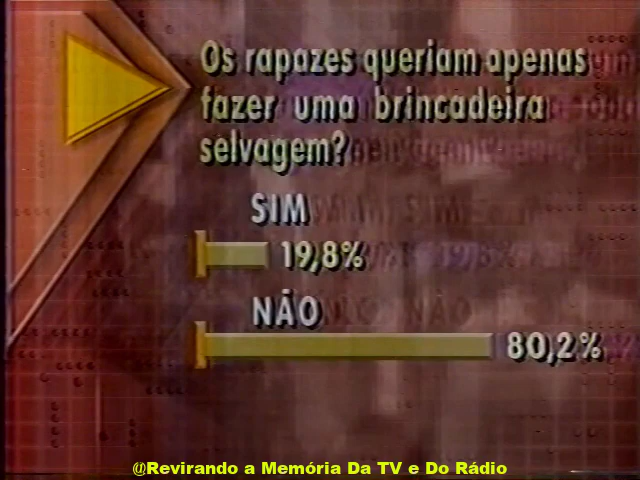 Os rapazes queriam apenas
fazer uma brincadeira
selvagem?
SIM
19,8%
NÃO
80,2%
@Revirando a Memória Da TV e Do Rádio